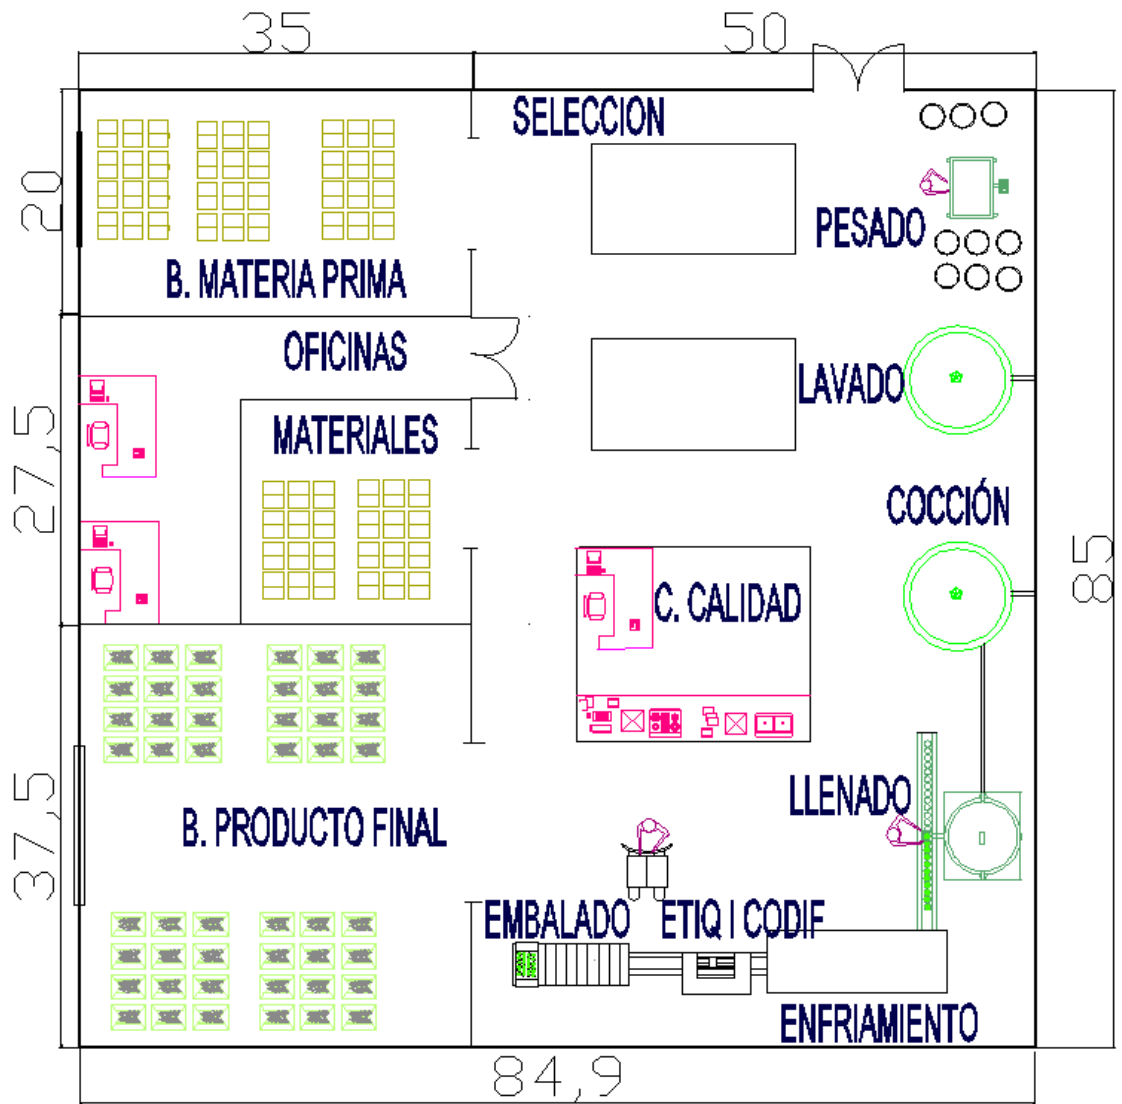 35
50
SELECCION
20
PESADO
B. MATERIA PRIMA
OFICINAS
LAVADO
MATERIALES
27,5
COCCIÓN
85
C. CALIDAD
LLENADO
37,5
B. PRODUCTO FINAL
EMBALADO
ETIQ I CODIF
ENFRIAMIENTO
84,9